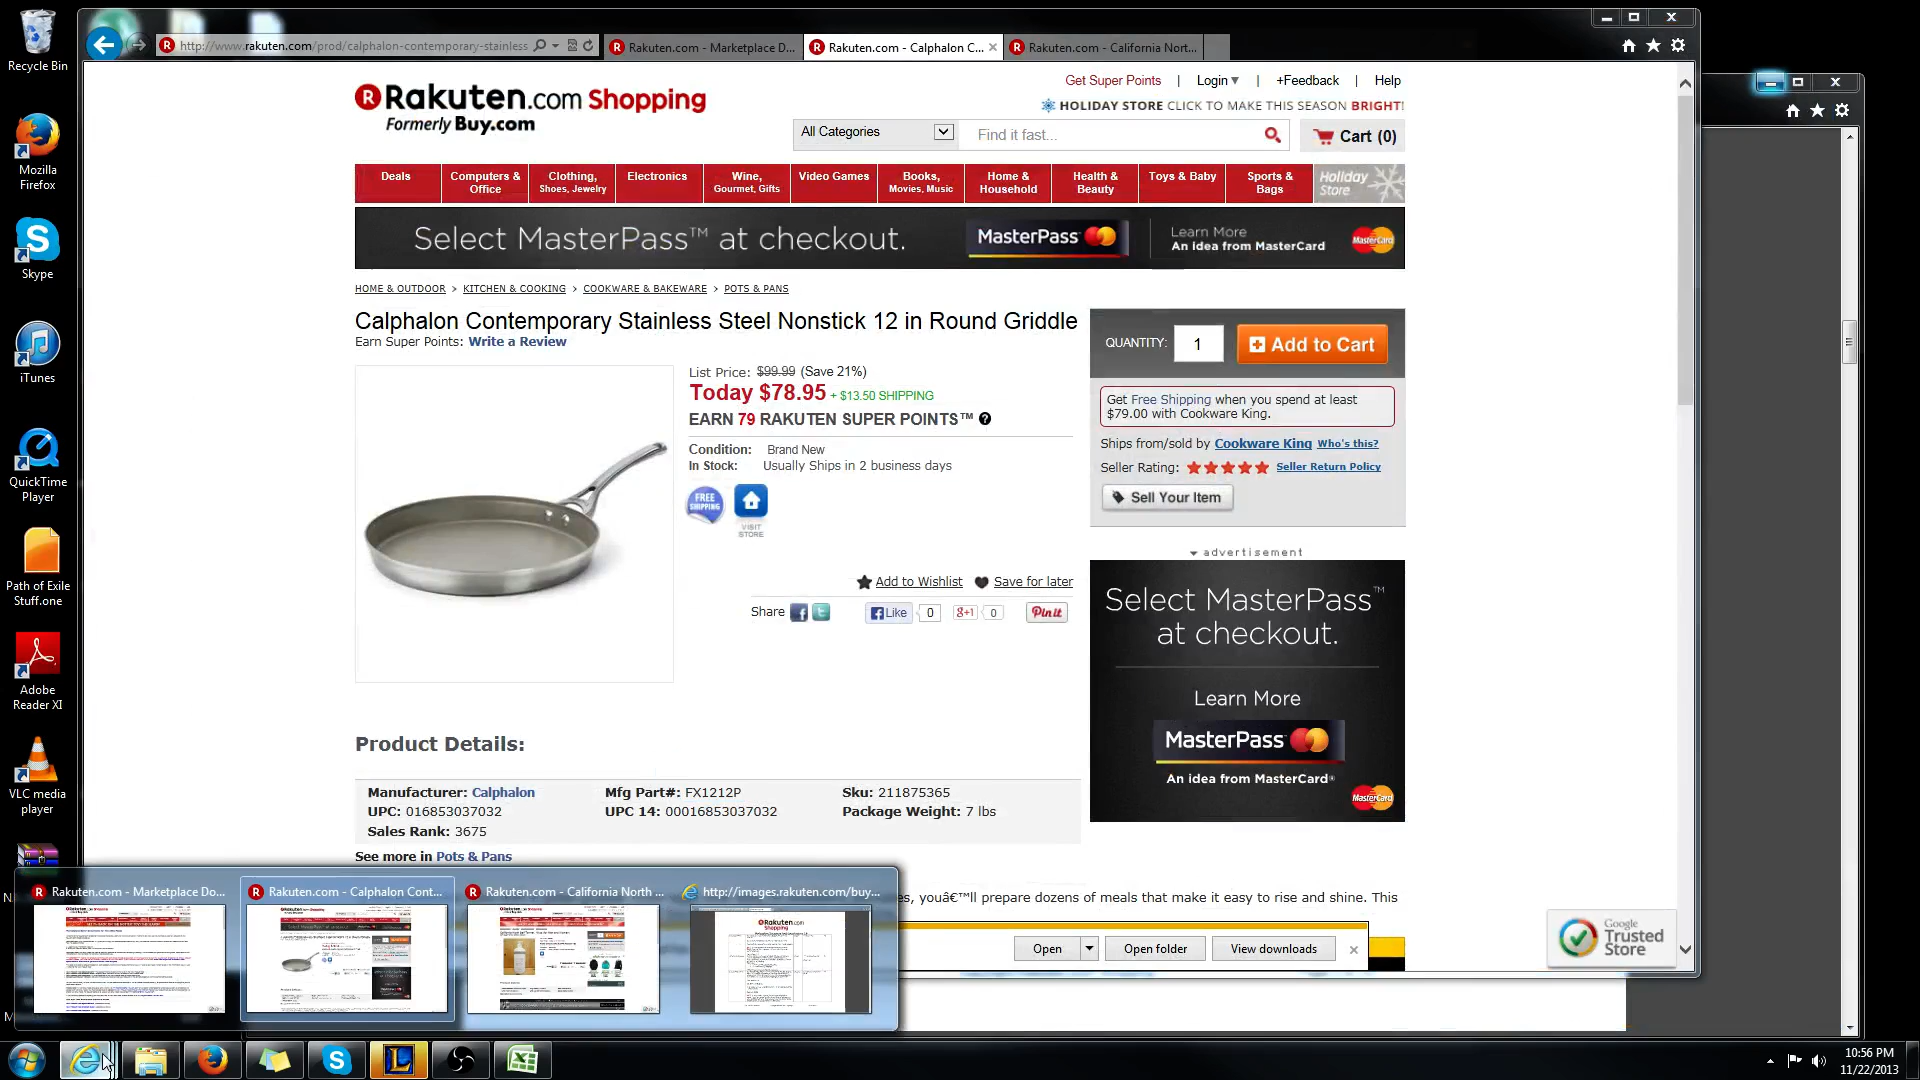 Recycle Bin
Mozilla
Firefox
Skype
iTunes
QuickTime
Player
Path of Exile
Stuff.one
Adobe
Reader XI
VLC media
player
http://www.rakuten.com/prod/calphalon-contemporary-stainless
Rakuten.com - Marketplace D...
Rakuten.com - Calphalon C...
Rakuten.com - California Nort...
Rakuten.com Shopping
Formerly Buy.com
Get Super Points | Login | +Feedback | Help
HOLIDAY STORE CLICK TO MAKE THIS SEASON BRIGHT!
All Categories
Find it fast...
Cart (0)
Deals
Computers &
Office
Clothing,
Shoes, Jewelry
Electronics
Wine,
Gourmet, Gifts
Video Games
Books,
Movies, Music
Home &
Household
Health &
Beauty
Toys & Baby
Sports &
Bags
Holiday
Store
Select MasterPass™ at checkout.
MasterPass
Learn More
An idea from MasterCard
MasterCard
HOME & OUTDOOR > KITCHEN & COOKING > COOKWARE & BAKEWARE > POTS & PANS
Calphalon Contemporary Stainless Steel Nonstick 12 in Round Griddle
Earn Super Points: Write a Review
List Price: $99.99 (Save 21%)
Today $78.95 + $13.50 SHIPPING
EARN 79 RAKUTEN SUPER POINTS™ ?
Condition: Brand New
In Stock: Usually Ships in 2 business days
FREE
SHIPPING
VISIT
STORE
Add to Wishlist
Save for later
Share
Like 0
g+1 0
Pin it
QUANTITY: 1
Add to Cart
Get Free Shipping when you spend at least
$79.00 with Cookware King.
Ships from/sold by Cookware King Who's this?
Seller Rating:
Seller Return Policy
Sell Your Item
advertisement
Select MasterPass™
at checkout.
Learn More
MasterPass
An idea from MasterCard®
MasterCard
Product Details:
Manufacturer: Calphalon
Mfg Part#: FX1212P
Sku: 211875365
UPC: 016853037032
UPC 14: 00016853037032
Package Weight: 7 lbs
Sales Rank: 3675
See more in Pots & Pans
es, youâ€™ll prepare dozens of meals that make it easy to rise and shine. This
Rakuten.com - Marketplace Do...
Rakuten.com - Calphalon Cont...
Rakuten.com - California North ...
http://images.rakuten.com/buy...
Rakuten.com
Shopping
Open
Open folder
View downloads
Google
Trusted
Store
10:56 PM
11/22/2013